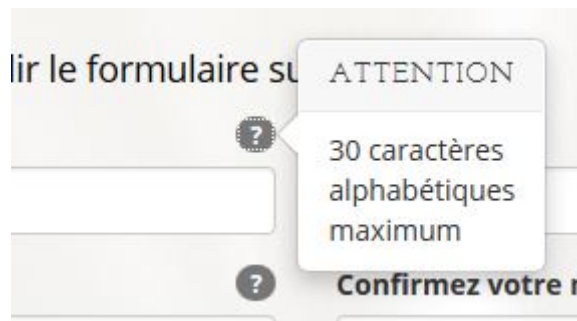 lir le formulaire su
ATTENTION
?
30 caractères
alphabétiques
maximum
?
Confirmez votre